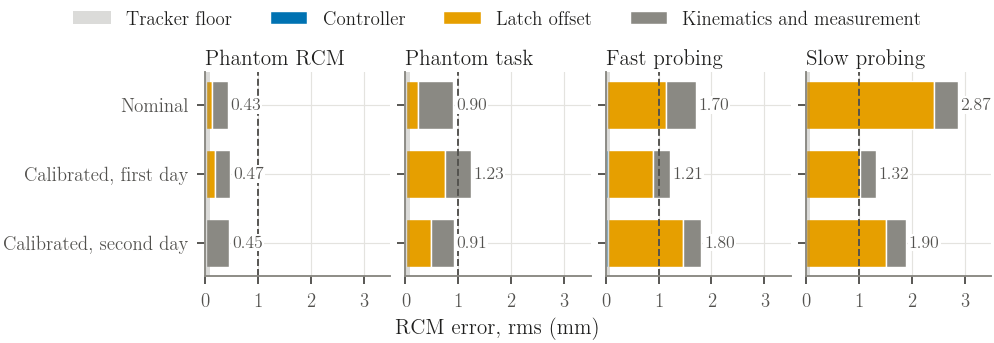 Tracker floor Controller Latch offset Kinematics and measurement
Phantom RCM Phantom task Fast probing Slow probing
Nominal 0.43 0.90 1.70 2.87
Calibrated, first day 0.47 1.23 1.21 1.32
Calibrated, second day 0.45 0.91 1.80 1.90
0 1 2 3 0 1 2 3 0 1 2 3 0 1 2 3
RCM error, rms (mm)